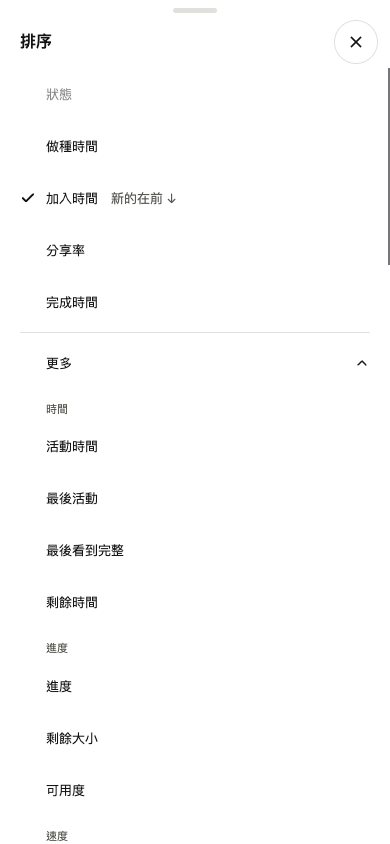 排序
狀態
做種時間
加入時間 新的在前 ↓
分享率
完成時間
更多
時間
活動時間
最後活動
最後看到完整
剩餘時間
進度
進度
剩餘大小
可用度
速度